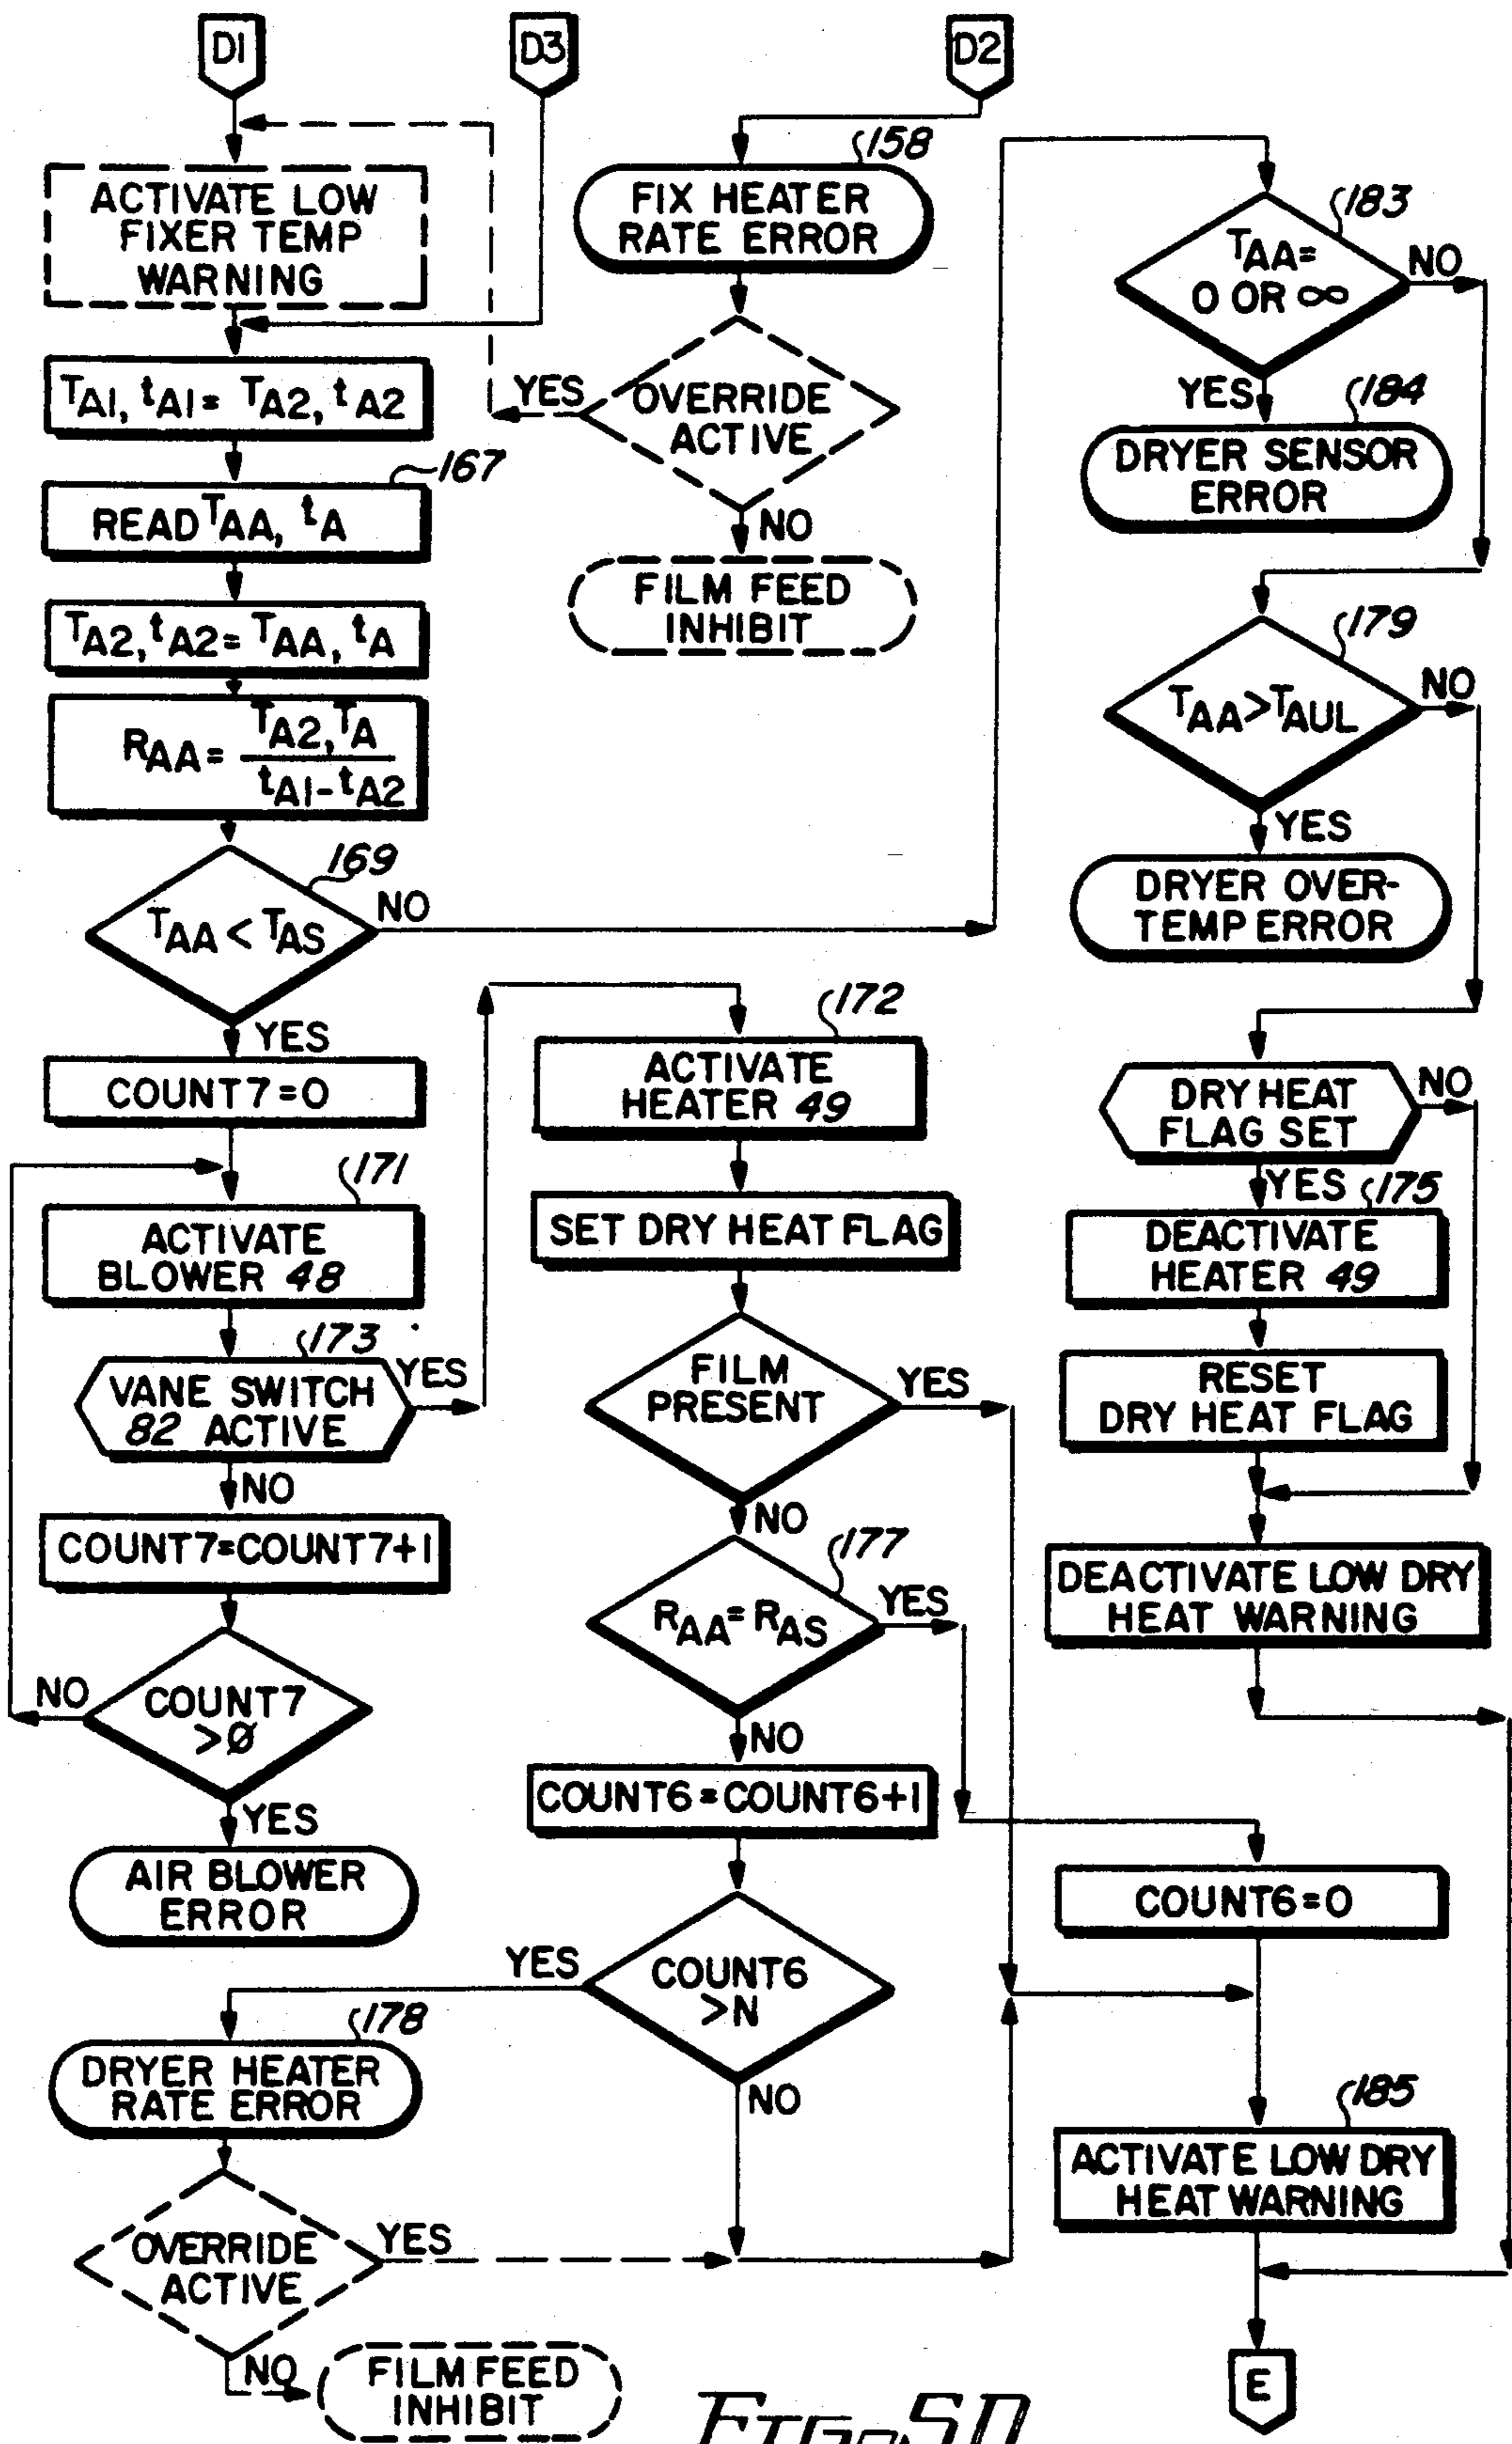 D1
D3
D2
ACTIVATE LOW
FIXER TEMP
WARNING
TA1, tA1= TA2, tA2
167
READ TAA, tA
TA2, tA2= TAA, tA
RAA= TA2, TA
tA1-tA2
169
TAA < TAS
NO
YES
COUNT7=0
171
ACTIVATE
BLOWER 48
173
VANE SWITCH
82 ACTIVE
YES
NO
COUNT7=COUNT7+1
COUNT7
>Ø
NO
YES
AIR BLOWER
ERROR
158
FIX HEATER
RATE ERROR
OVERRIDE
ACTIVE
YES
NO
FILM FEED
INHIBIT
172
ACTIVATE
HEATER 49
SET DRY HEAT FLAG
FILM
PRESENT
YES
NO
177
RAA=RAS
YES
NO
COUNT6=COUNT6+1
COUNT6
>N
YES
NO
178
DRYER HEATER
RATE ERROR
OVERRIDE
ACTIVE
YES
NO
FILM FEED
INHIBIT
183
TAA=
0 OR ∞
NO
YES
184
DRYER SENSOR
ERROR
179
TAA>TAUL
NO
YES
DRYER OVER-
TEMP ERROR
DRY HEAT
FLAG SET
NO
YES
175
DEACTIVATE
HEATER 49
RESET
DRY HEAT FLAG
DEACTIVATE LOW DRY
HEAT WARNING
COUNT6=0
185
ACTIVATE LOW DRY
HEAT WARNING
E
FIG. 5D